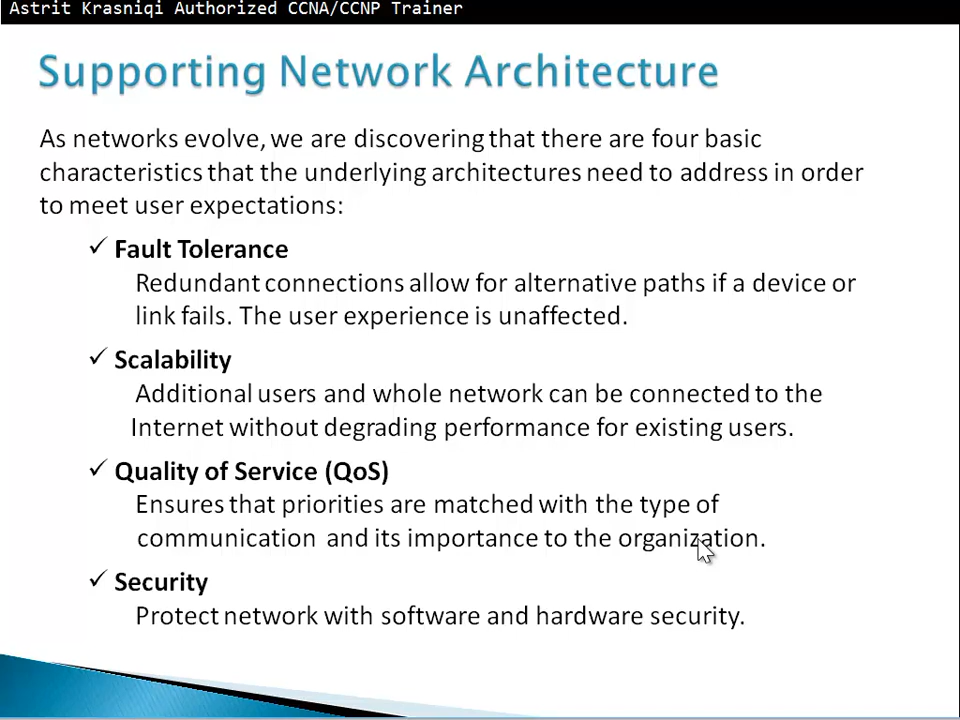 Astrit Krasniqi Authorized CCNA/CCNP Trainer
Supporting Network Architecture
As networks evolve, we are discovering that there are four basic
characteristics that the underlying architectures need to address in order
to meet user expectations:
✓ Fault Tolerance
Redundant connections allow for alternative paths if a device or
link fails. The user experience is unaffected.
✓ Scalability
Additional users and whole network can be connected to the
Internet without degrading performance for existing users.
✓ Quality of Service (QoS)
Ensures that priorities are matched with the type of
communication and its importance to the organization.
✓ Security
Protect network with software and hardware security.